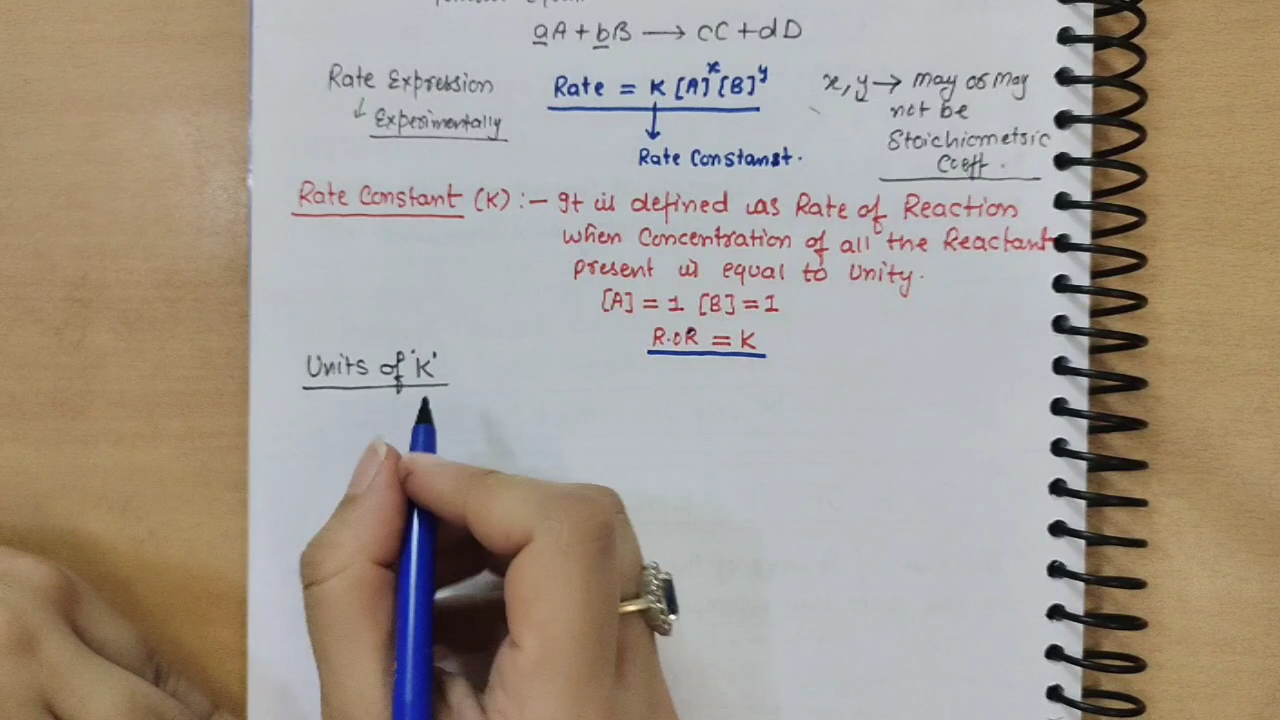 aA + bB → cC + dD
Rate Expression
↓ Experimentally
Rate = K [A]^x [B]^y
↓
Rate Constant.
x, y → may or may
not be
Stoichiometric
Coeff.
Rate Constant (K) :- It is defined as Rate of Reaction
when Concentration of all the Reactant
present is equal to Unity.
[A] = 1 [B] = 1
R.OR = K
Units of 'K'